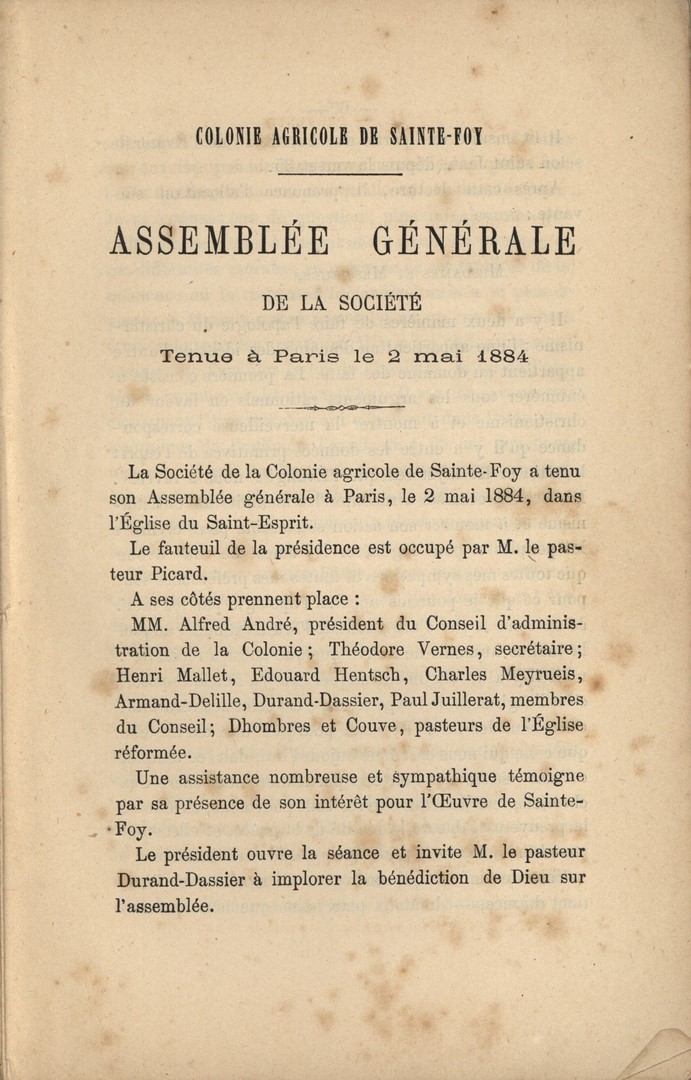 COLONIE AGRICOLE DE SAINTE-FOY
ASSEMBLÉE GÉNÉRALE
DE LA SOCIÉTÉ
Tenue à Paris le 2 mai 1884
La Société de la Colonie agricole de Sainte-Foy a tenu
son Assemblée générale à Paris, le 2 mai 1884, dans
l'Église du Saint-Esprit.
Le fauteuil de la présidence est occupé par M. le pas-
teur Picard.
A ses côtés prennent place :
MM. Alfred André, président du Conseil d'adminis-
tration de la Colonie ; Théodore Vernes, secrétaire ;
Henri Mallet, Edouard Hentsch, Charles Meyrueis,
Armand-Delille, Durand-Dassier, Paul Juillerat, membres
du Conseil ; Dhombres et Couve, pasteurs de l'Église
réformée.
Une assistance nombreuse et sympathique témoigne
par sa présence de son intérêt pour l'Œuvre de Sainte-
Foy.
Le président ouvre la séance et invite M. le pasteur
Durand-Dassier à implorer la bénédiction de Dieu sur
l'assemblée.